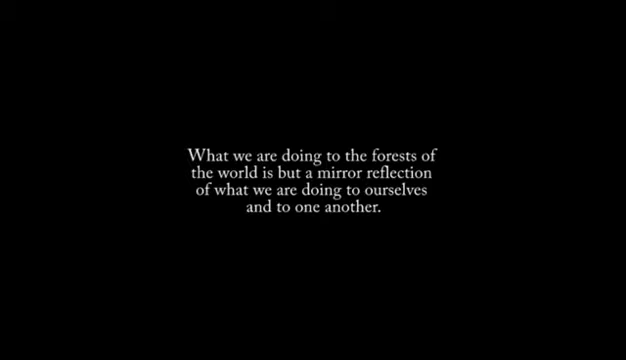 What we are doing to the forests of
the world is but a mirror reflection
of what we are doing to ourselves
and to one another.